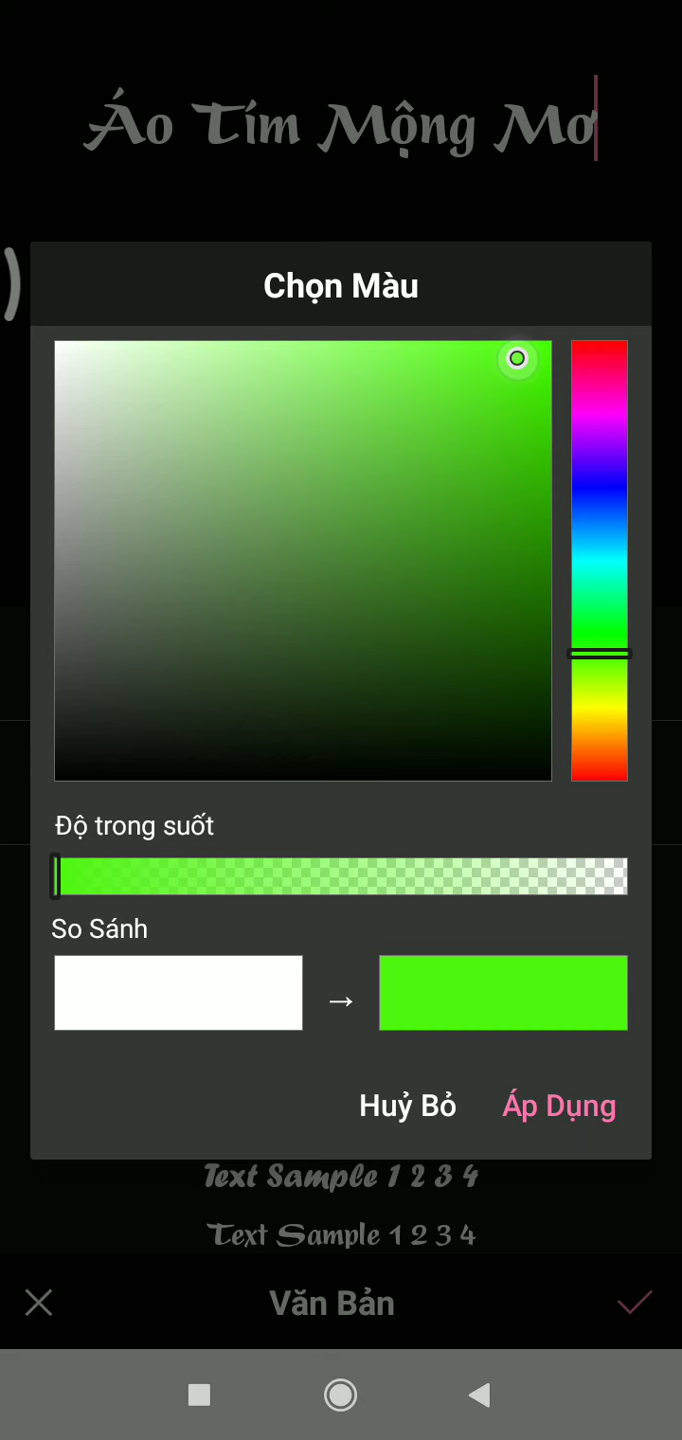 Áo Tím Mộng Mơ
Chọn Màu
Độ trong suốt
So Sánh
→
Huỷ Bỏ Áp Dụng
Text Sample 1 2 3 4
Text Sample 1 2 3 4
Văn Bản